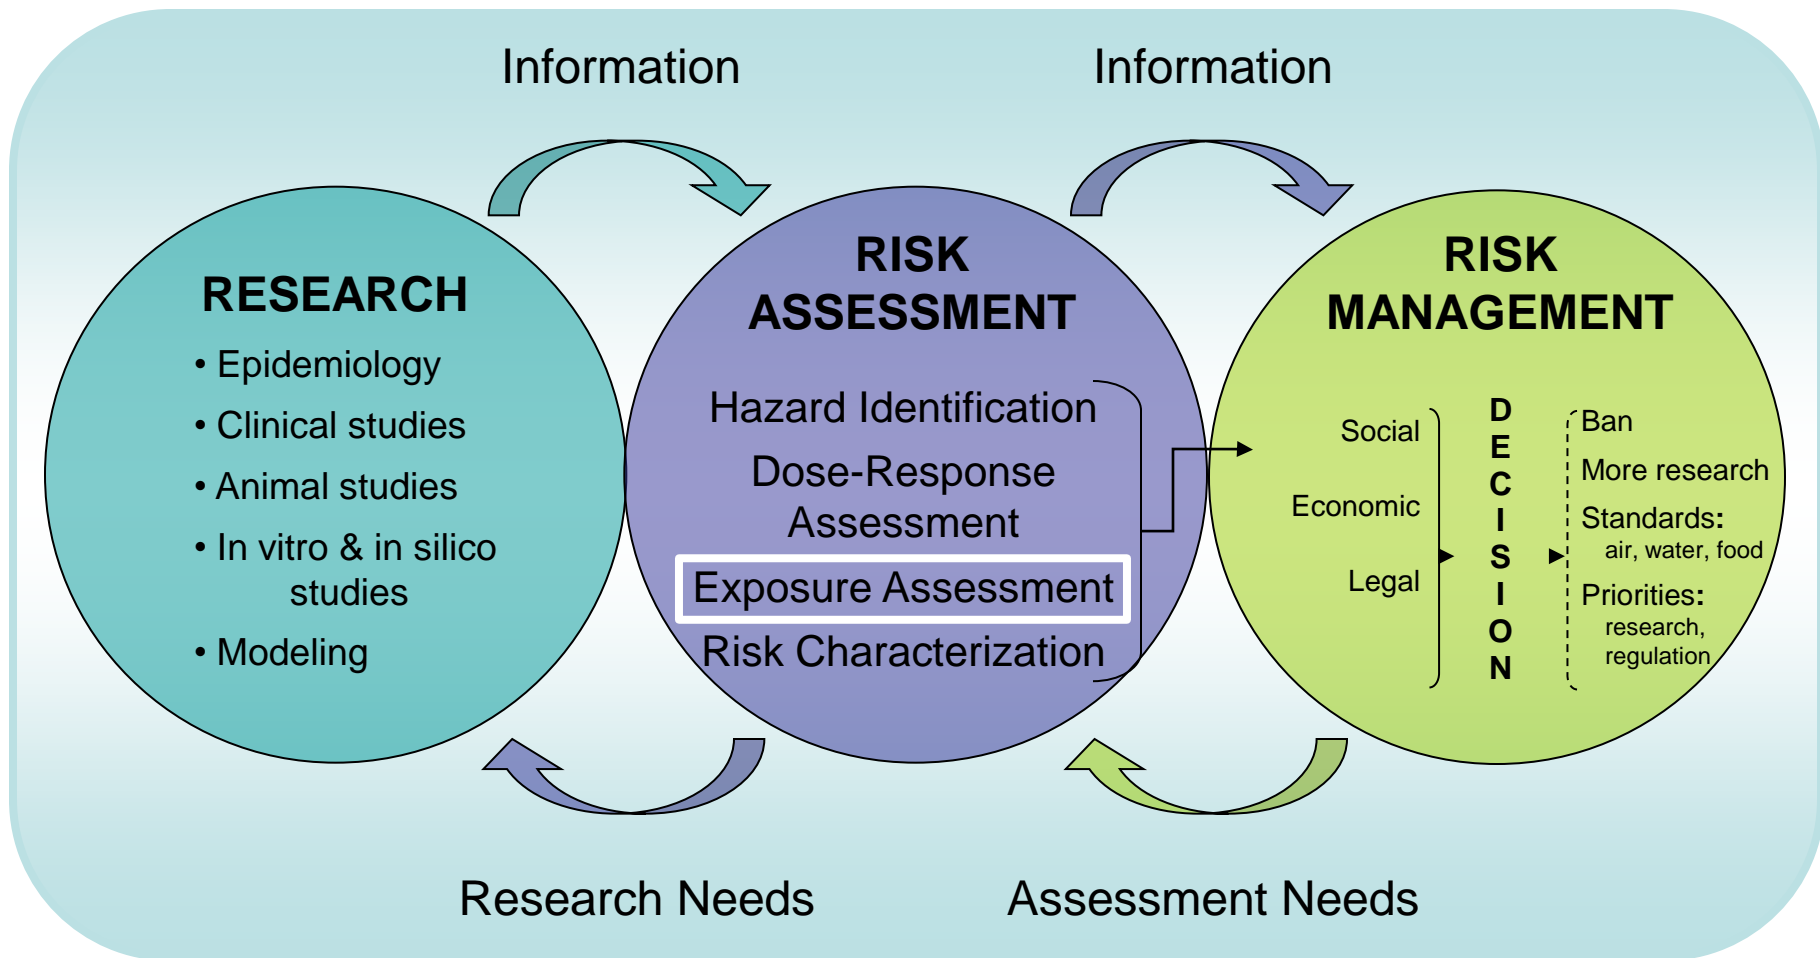 Information
Information
RESEARCH
• Epidemiology
• Clinical studies
• Animal studies
• In vitro & in silico
studies
• Modeling
RISK
ASSESSMENT
Hazard Identification
Dose-Response
Assessment
Exposure Assessment
Risk Characterization
RISK
MANAGEMENT
Social
Economic
Legal
D
E
C
I
S
I
O
N
Ban
More research
Standards:
air, water, food
Priorities:
research,
regulation
Research Needs
Assessment Needs